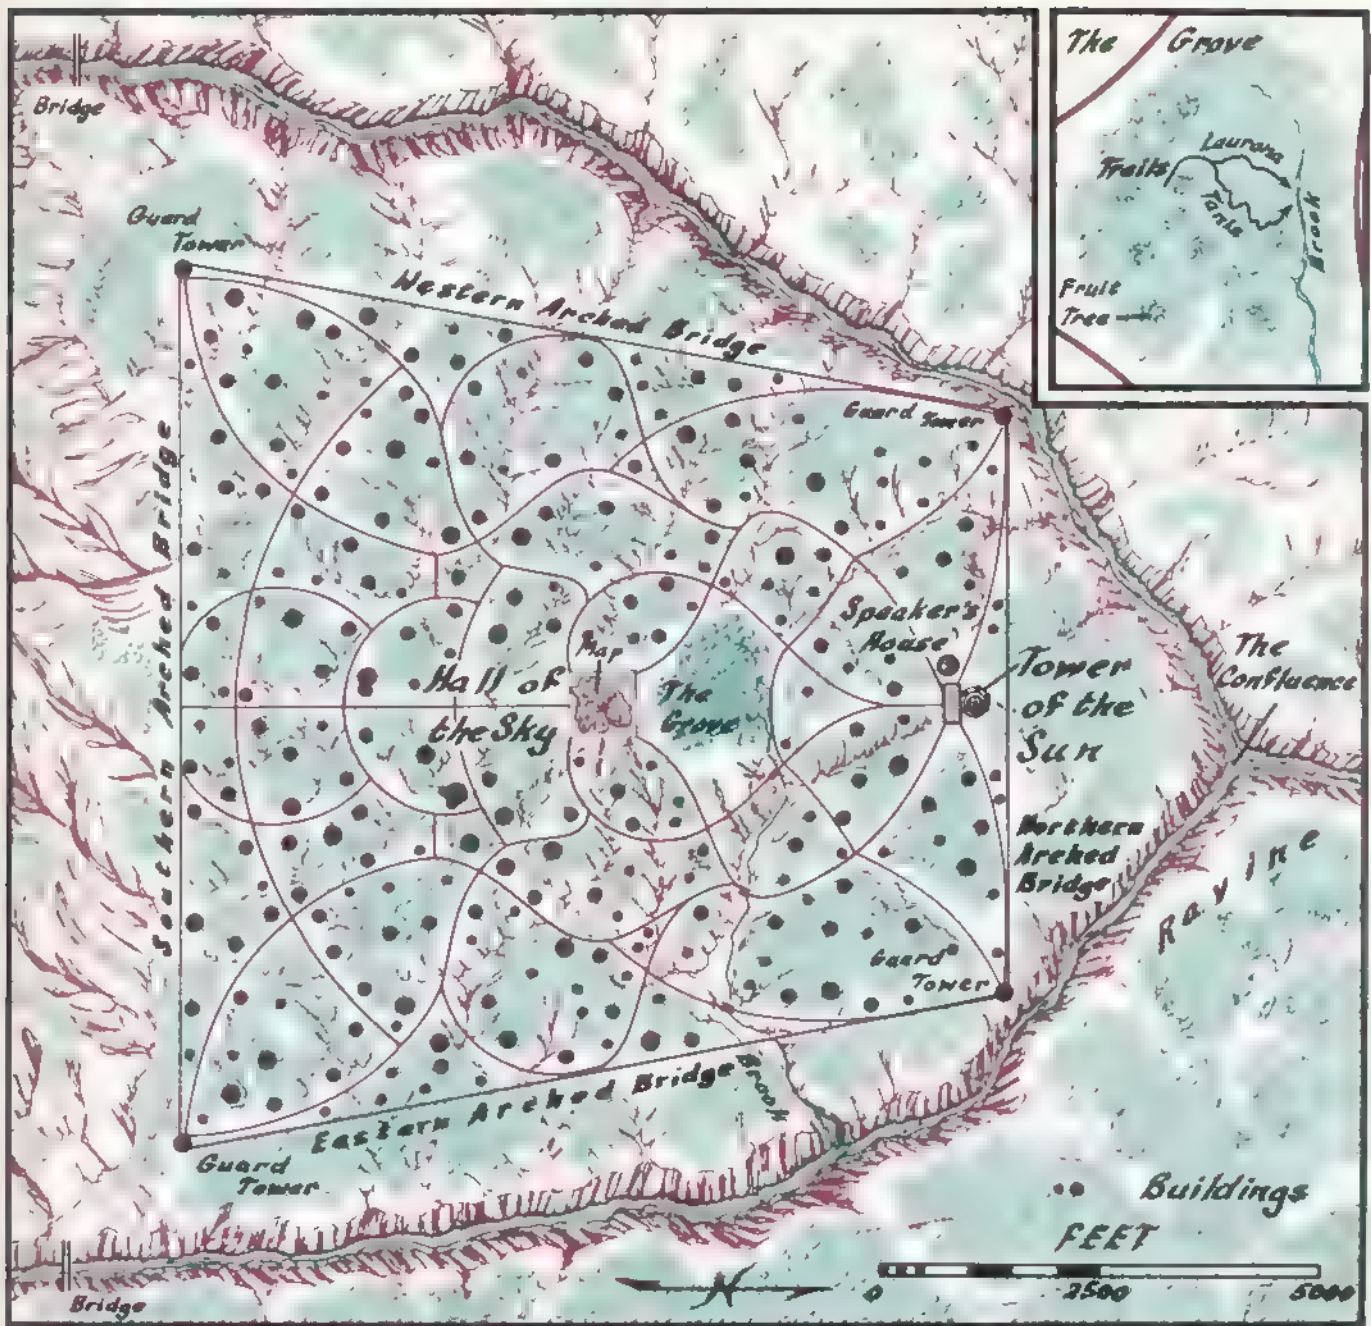 Bridge
Guard
Tower
Western Arched Bridge
Southern Arched Bridge
Guard
Tower
Speaker's
House
Map
Hall of
the Sky
The
Grove
Tower
of the
Sun
The
Confluence
Northern
Arched
Bridge
Ravine
Guard
Tower
Eastern Arched Bridge
Brook
Guard
Tower
Bridge
N
Buildings
FEET
0 2500 5000
The Grove
Laurana
Trails
Tanis
Brook
Fruit
Tree